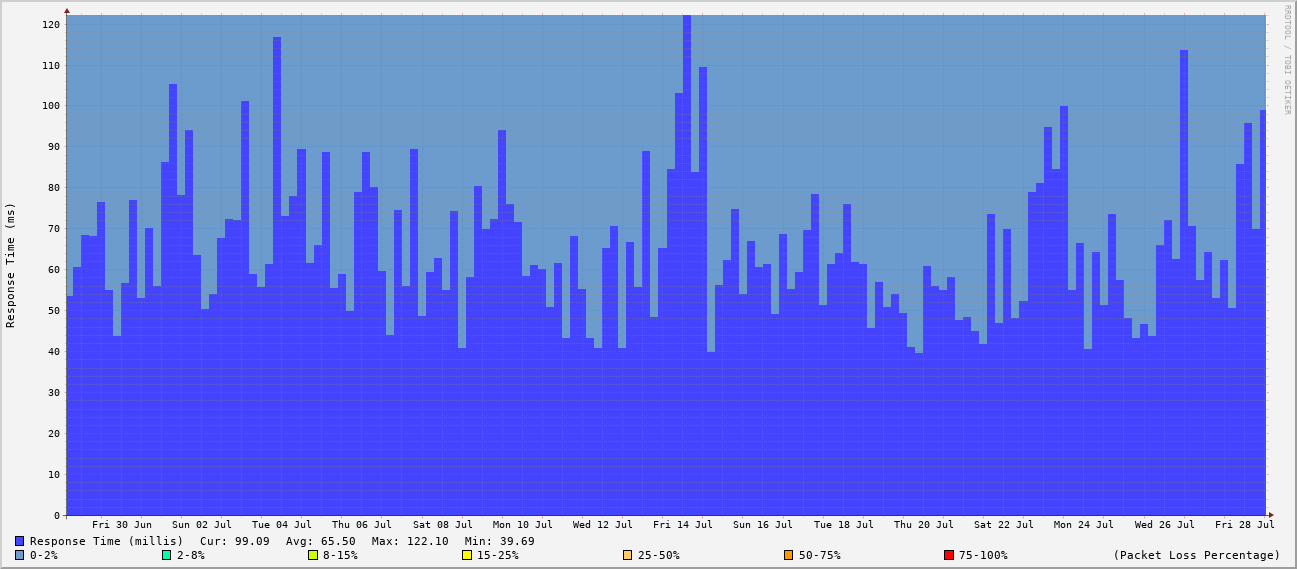 RRDTOOL / TOBI OETIKER
Response Time (ms)
120
110
100
90
80
70
60
50
40
30
20
10
0
Fri 30 Jun Sun 02 Jul Tue 04 Jul Thu 06 Jul Sat 08 Jul Mon 10 Jul Wed 12 Jul Fri 14 Jul Sun 16 Jul Tue 18 Jul Thu 20 Jul Sat 22 Jul Mon 24 Jul Wed 26 Jul Fri 28 Jul
Response Time (millis) Cur: 99.09 Avg: 65.50 Max: 122.10 Min: 39.69
0-2% 2-8% 8-15% 15-25% 25-50% 50-75% 75-100% (Packet Loss Percentage)